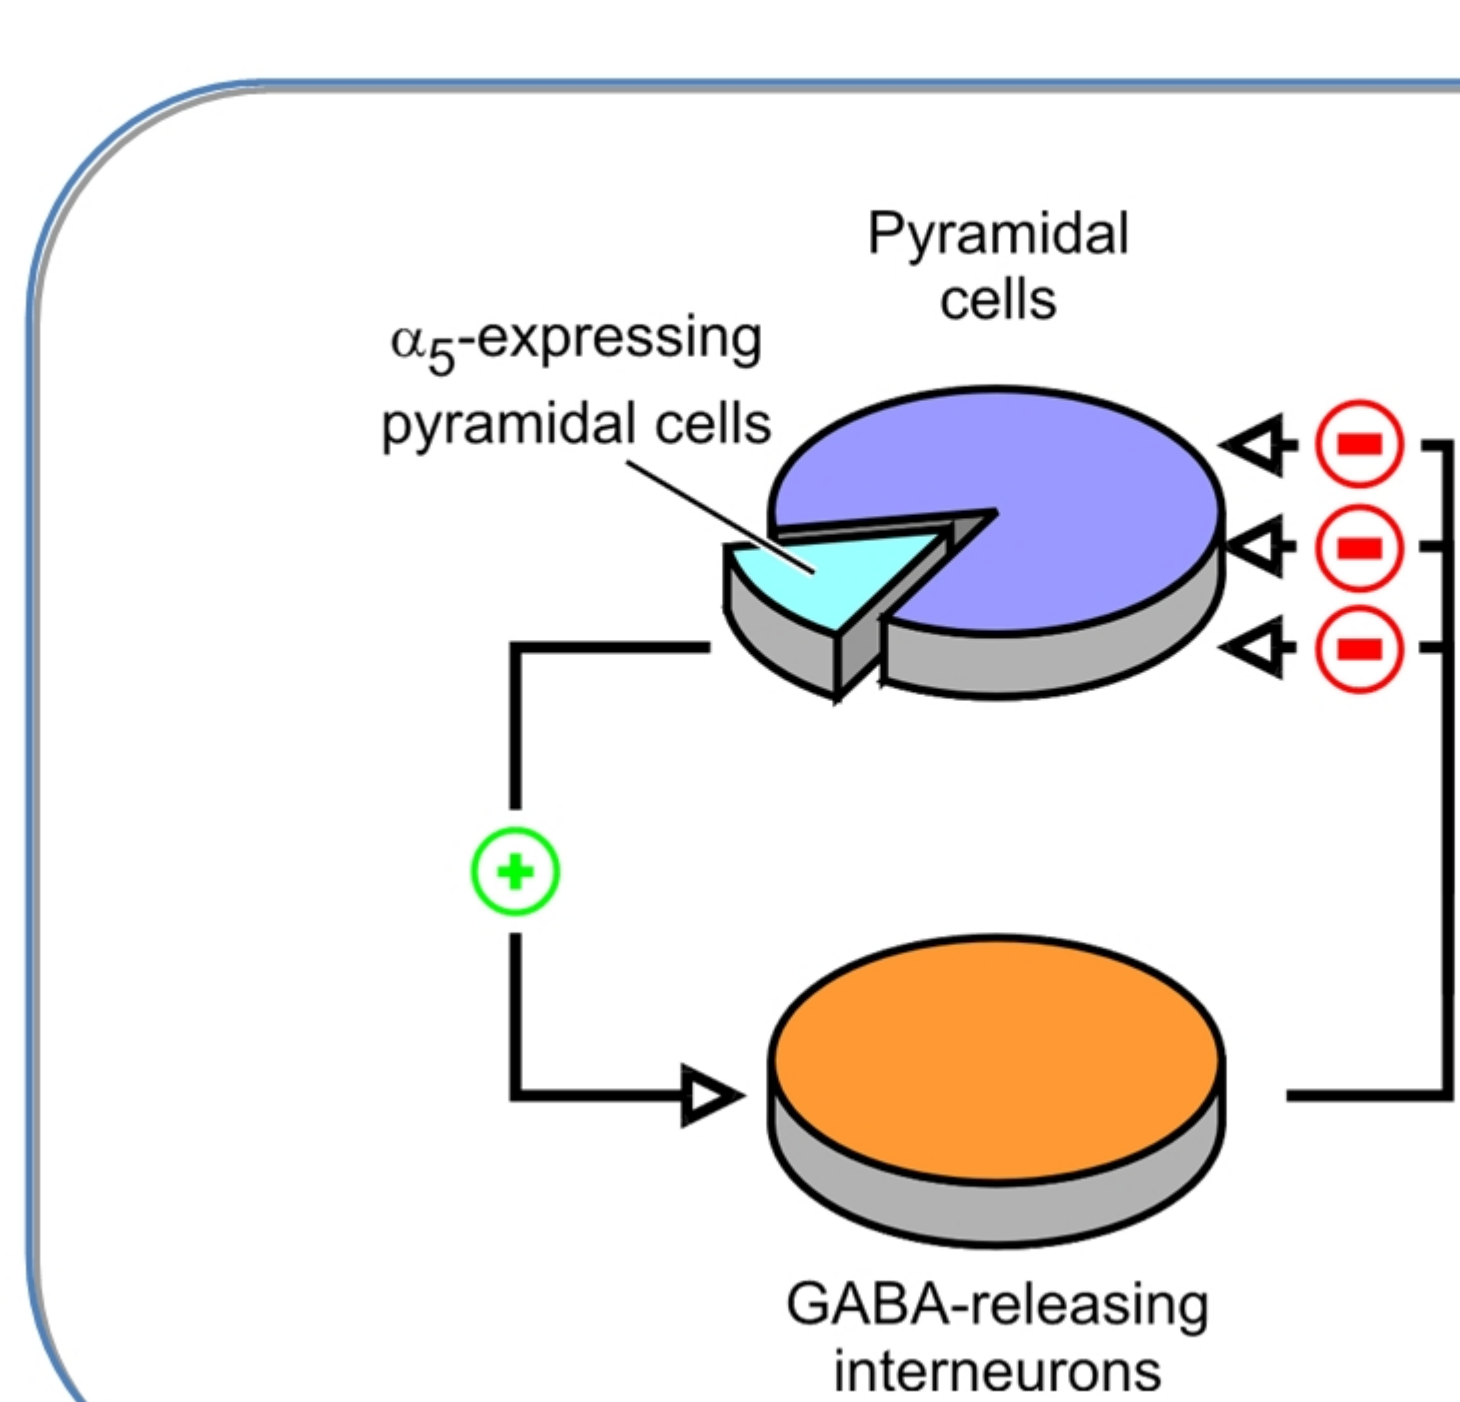 Pyramidal
cells
α5-expressing
pyramidal cells
GABA-releasing
interneurons